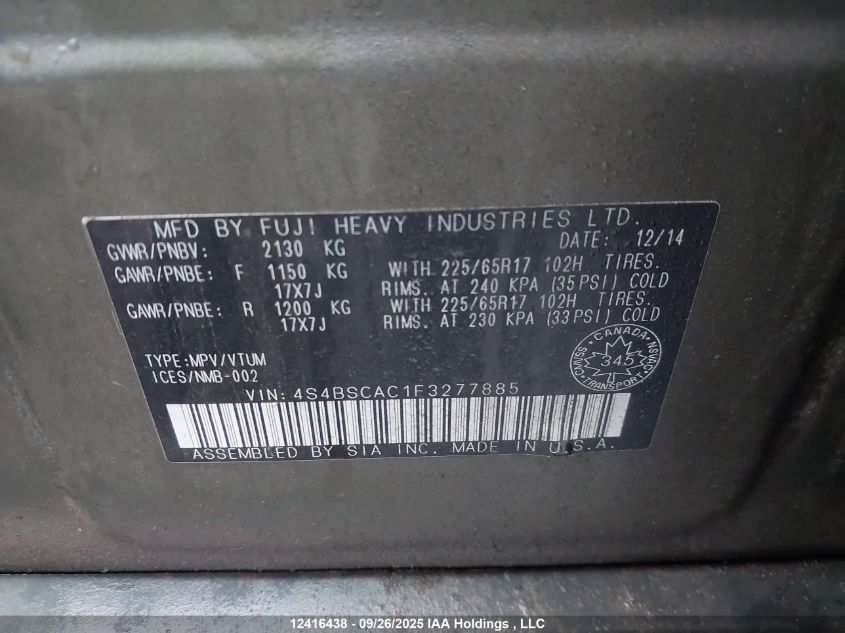 MFD BY FUJI HEAVY INDUSTRIES LTD.
GVWR/PNBV: 2130 KG DATE: 12/14
GAWR/PNBE: F 1150 KG WITH 225/65R17 102H TIRES.
17X7J RIMS. AT 240 KPA (35PSI) COLD
GAWR/PNBE: R 1200 KG WITH 225/65R17 102H TIRES.
17X7J RIMS. AT 230 KPA (33PSI) COLD
TYPE:MPV/VTUM
ICES/NMB-002
CANADA
345
TRANSPORT
VIN: 4S4BSCAC1F3277885
ASSEMBLED BY SIA INC. MADE IN U.S.A.
12416438 - 09/26/2025 IAA Holdings , LLC